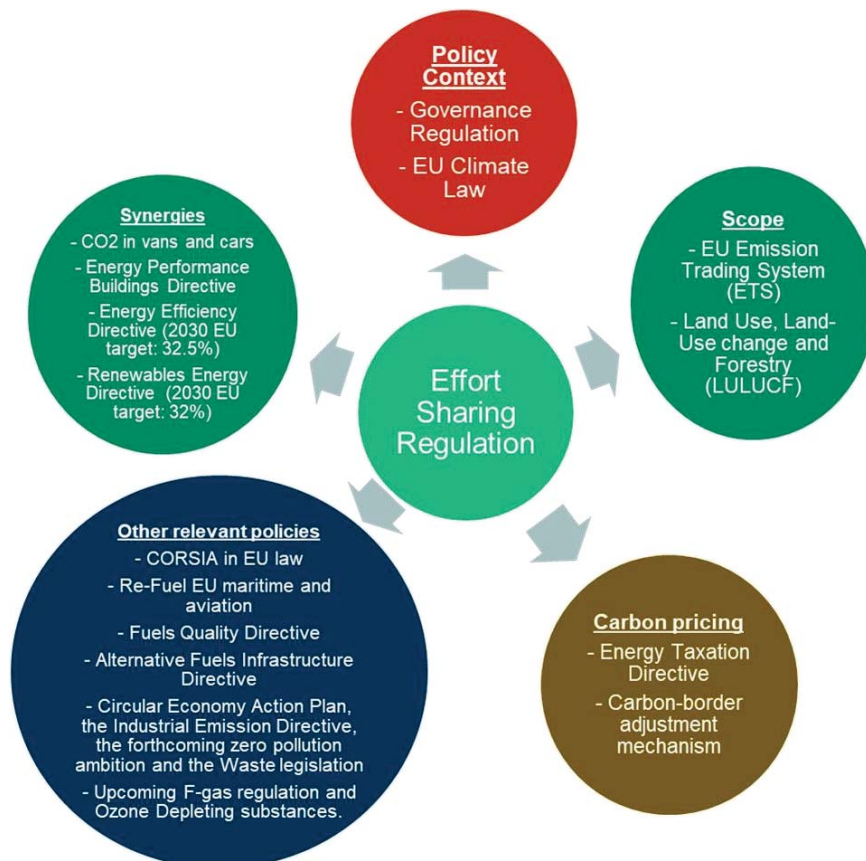 Policy
Context
- Governance
Regulation
- EU Climate
Law
Synergies
- CO2 in vans and cars
- Energy Performance
Buildings Directive
- Energy Efficiency
Directive (2030 EU
target: 32.5%)
- Renewables Energy
Directive (2030 EU
target: 32%)
Scope
- EU Emission
Trading System
(ETS)
- Land Use, Land-
Use change and
Forestry
(LULUCF)
Effort
Sharing
Regulation
Other relevant policies
- CORSIA in EU law
- Re-Fuel EU maritime and
aviation
- Fuels Quality Directive
- Alternative Fuels Infrastructure
Directive
- Circular Economy Action Plan,
the Industrial Emission Directive,
the forthcoming zero pollution
ambition and the Waste legislation
- Upcoming F-gas regulation and
Ozone Depleting substances.
Carbon pricing
- Energy Taxation
Directive
- Carbon-border
adjustment
mechanism